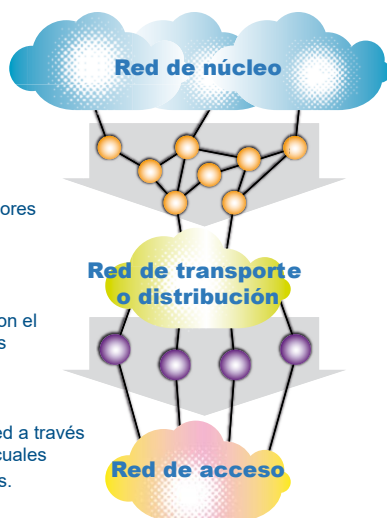 Red de núcleo
ores
Red de transporte
o distribución
on el
s
ed a través
cuales
s.
Red de acceso